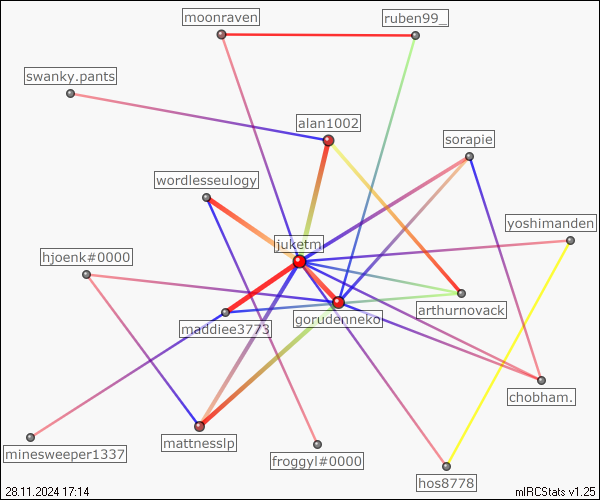 moonraven
ruben99_
swanky.pants
alan1002
sorapie
wordlesseulogy
yoshimanden
juketm
hjoenk#0000
arthurnovack
gorudenneko
maddiee3773
chobham.
mattnesslp
minesweeper1337
froggyl#0000
hos8778
28.11.2024 17:14
mIRCStats v1.25